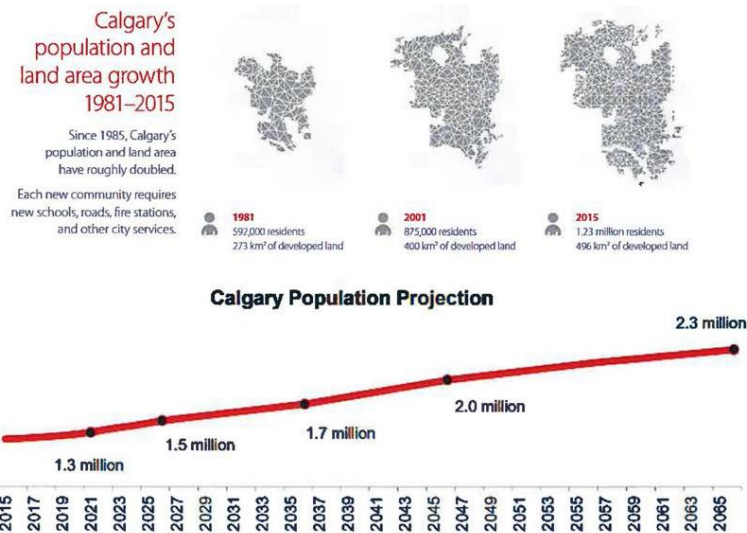 Calgary's
population and
land area growth
1981–2015
Since 1985, Calgary's
population and land area
have roughly doubled.
Each new community requires
new schools, roads, fire stations,
and other city services.
1981
592,000 residents
273 km² of developed land
2001
875,000 residents
400 km² of developed land
2015
1.23 million residents
496 km² of developed land
Calgary Population Projection
2.3 million
2.0 million
1.7 million
1.5 million
1.3 million
2015
2017
2019
2021
2023
2025
2027
2029
2031
2033
2035
2037
2039
2041
2043
2045
2047
2049
2051
2053
2055
2057
2059
2061
2063
2065